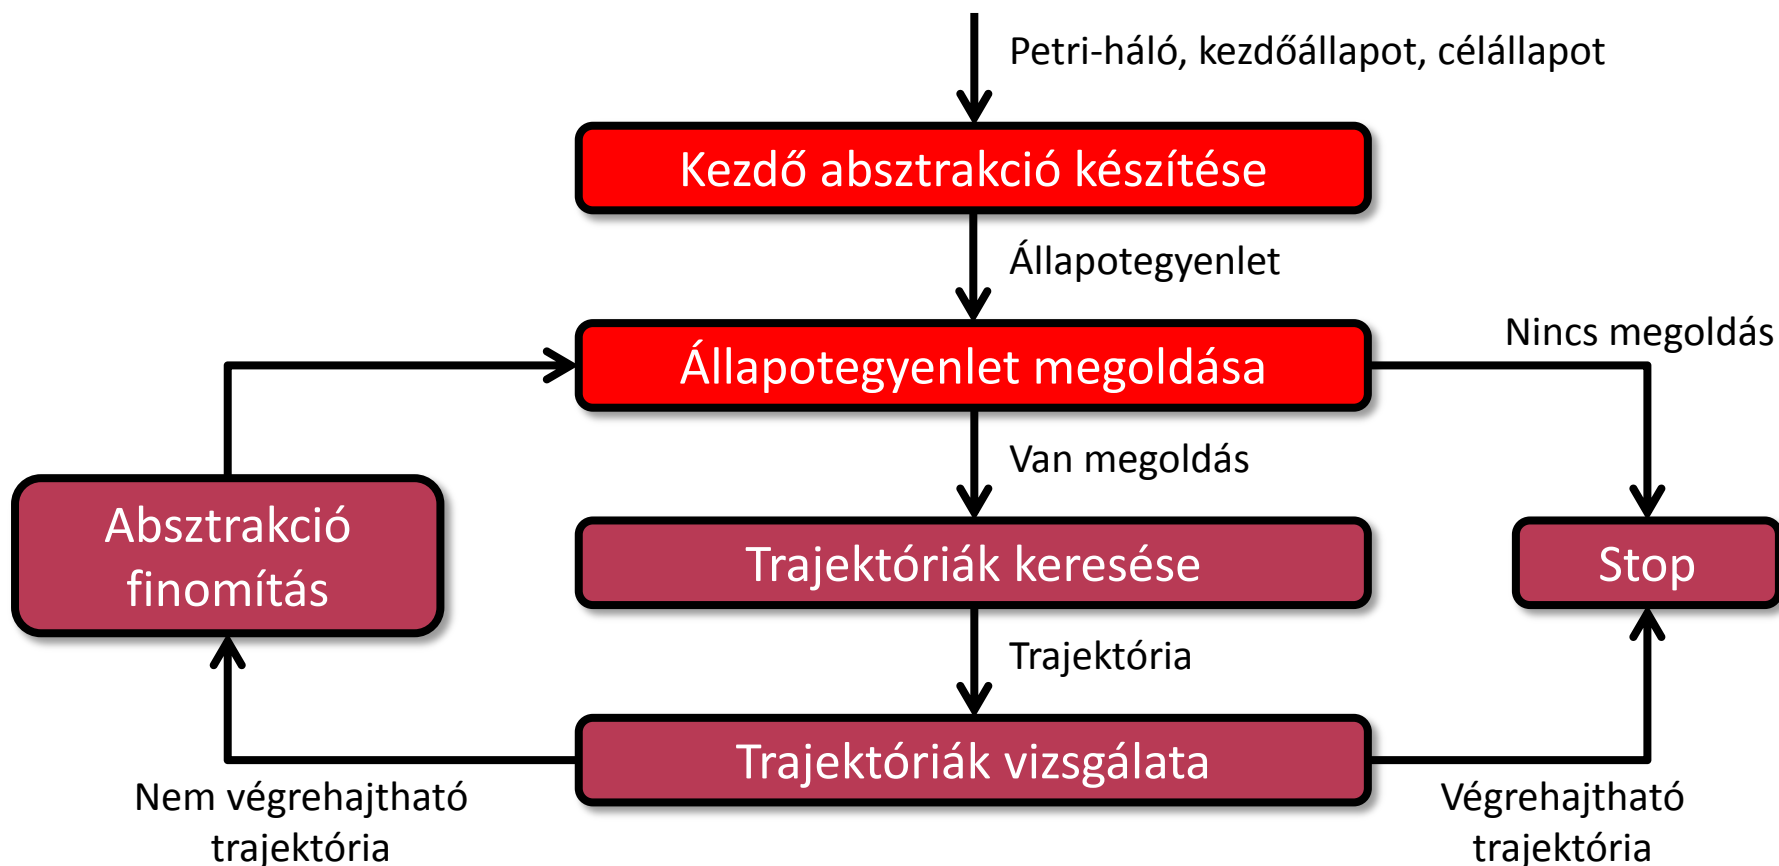 Petri-háló, kezdőállapot, célállapot
Kezdő absztrakció készítése
Állapotegyenlet
Nincs megoldás
Állapotegyenlet megoldása
Van megoldás
Absztrakció
finomítás
Trajektóriák keresése
Stop
Trajektória
Trajektóriák vizsgálata
Nem végrehajtható
trajektória
Végrehajtható
trajektória